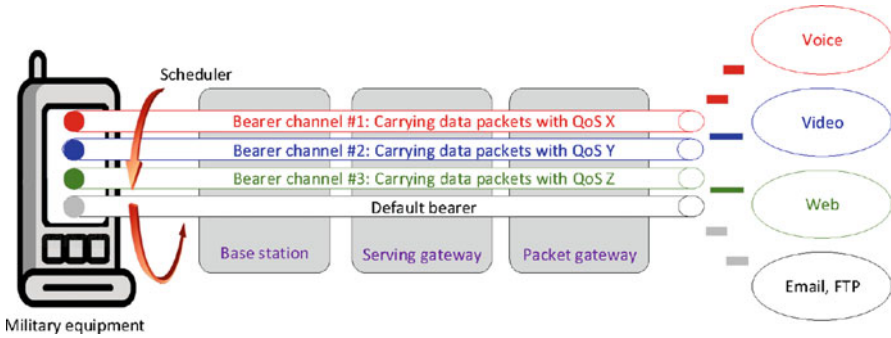 Scheduler
Voice
Bearer channel #1: Carrying data packets with QoS X
Video
Bearer channel #2: Carrying data packets with QoS Y
Bearer channel #3: Carrying data packets with QoS Z
Web
Default bearer
Base station
Serving gateway
Packet gateway
Email, FTP
Military equipment